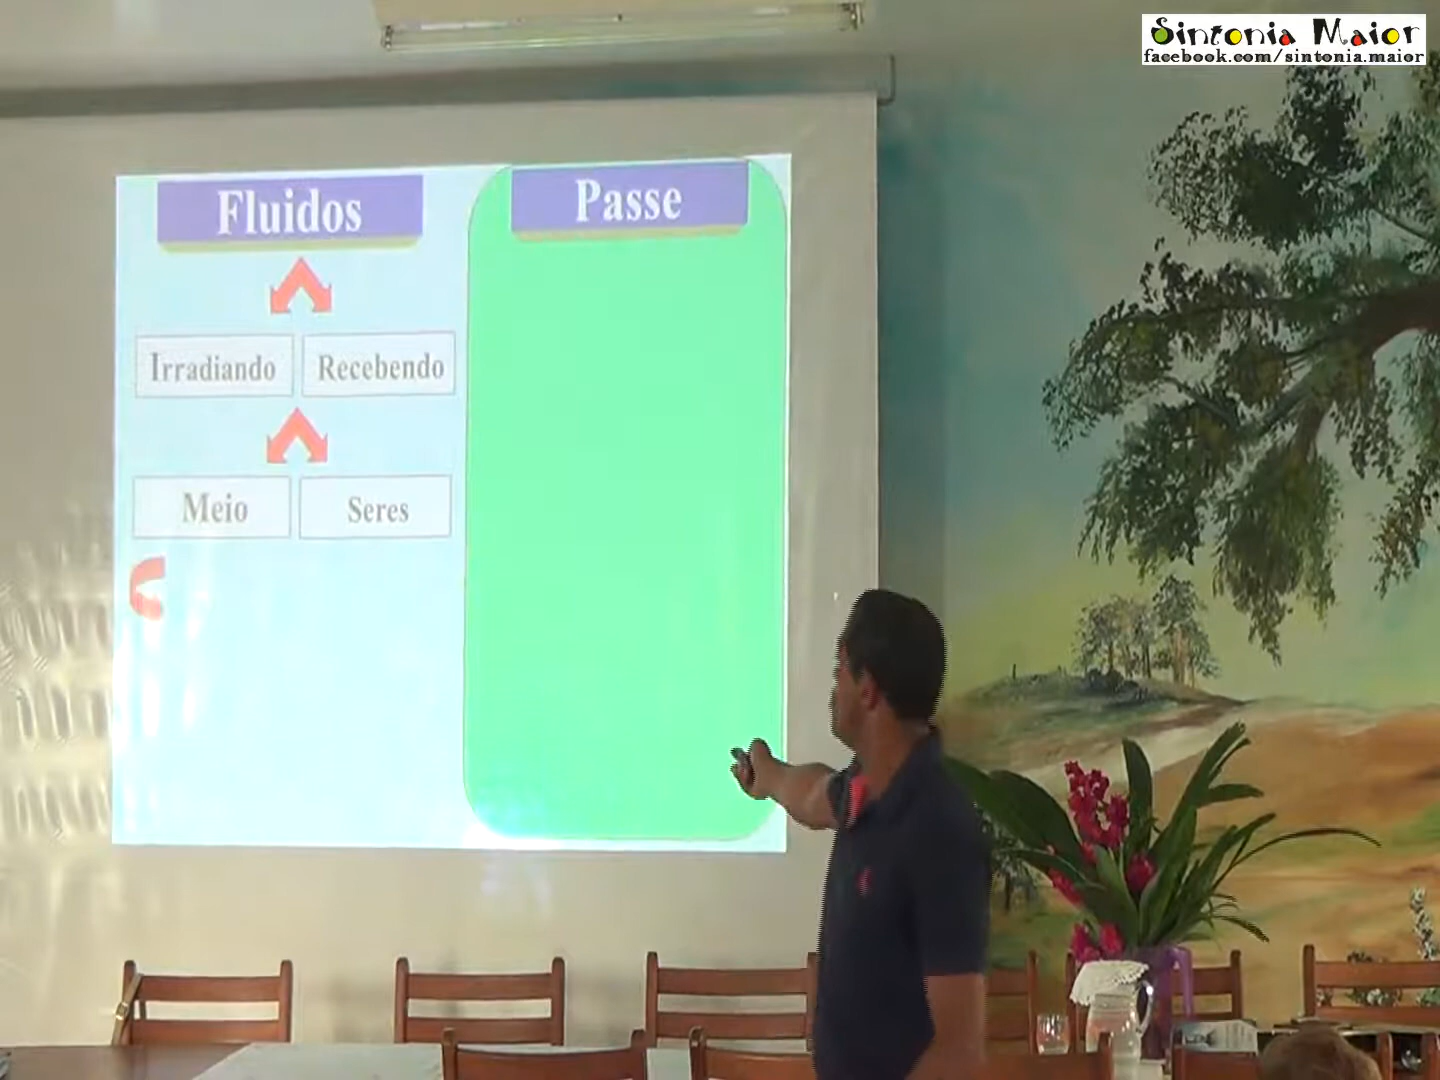 Sintonia Maior
facebook.com/sintonia.maior
Fluidos
Passe
Irradiando
Recebendo
Meio
Seres